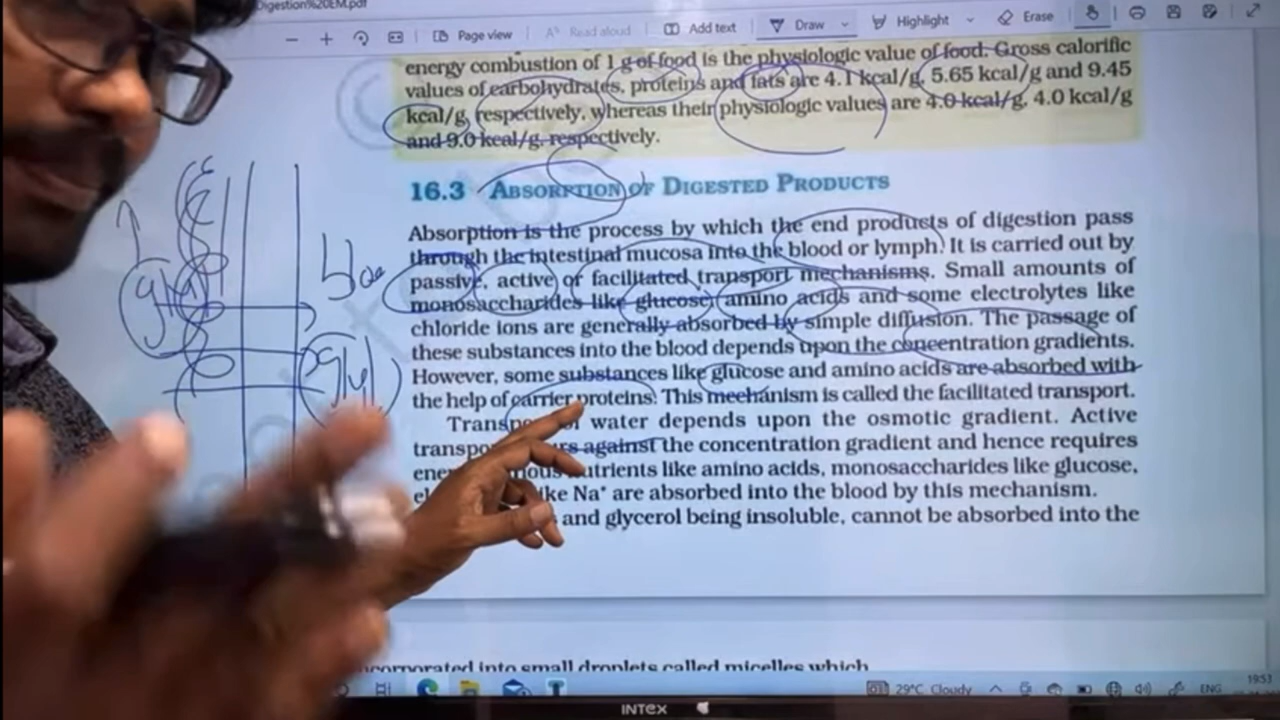 Digestion%20EM.pdf
Page view Read aloud Add text Draw Highlight Erase
energy combustion of 1 g of food is the physiologic value of food. Gross calorific
values of carbohydrates, proteins and fats are 4.1 kcal/g, 5.65 kcal/g and 9.45
kcal/g, respectively, whereas their physiologic values are 4.0 kcal/g, 4.0 kcal/g
and 9.0 kcal/g, respectively.
16.3 ABSORPTION OF DIGESTED PRODUCTS
Absorption is the process by which the end products of digestion pass
through the intestinal mucosa into the blood or lymph. It is carried out by
passive, active or facilitated transport mechanisms. Small amounts of
monosaccharides like glucose, amino acids and some electrolytes like
chloride ions are generally absorbed by simple diffusion. The passage of
these substances into the blood depends upon the concentration gradients.
However, some substances like glucose and amino acids are absorbed with
the help of carrier proteins. This mechanism is called the facilitated transport.
water depends upon the osmotic gradient. Active
against the concentration gradient and hence requires
nutrients like amino acids, monosaccharides like glucose,
like Na⁺ are absorbed into the blood by this mechanism.
and glycerol being insoluble, cannot be absorbed into the
incorporated into small droplets called micelles which
29°C Cloudy ENG 19:53
INTEX